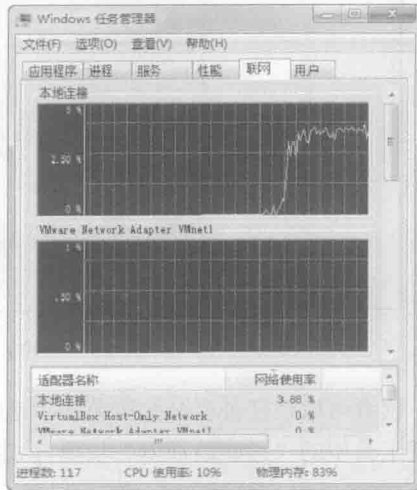 Windows 任务管理器
文件(F) 选项(O) 查看(V) 帮助(H)
应用程序 进程 服务 性能 联网 用户
本地连接
2.50 %
0 %
VMware Network Adapter VMnet1
1 %
.50 %
0 %
适配器名称 网络使用率
本地连接 3.88 %
VirtualBox Host-Only Network 0 %
VMware Network Adapter VMnet1 0 %
进程数: 117 CPU 使用率: 10% 物理内存: 83%